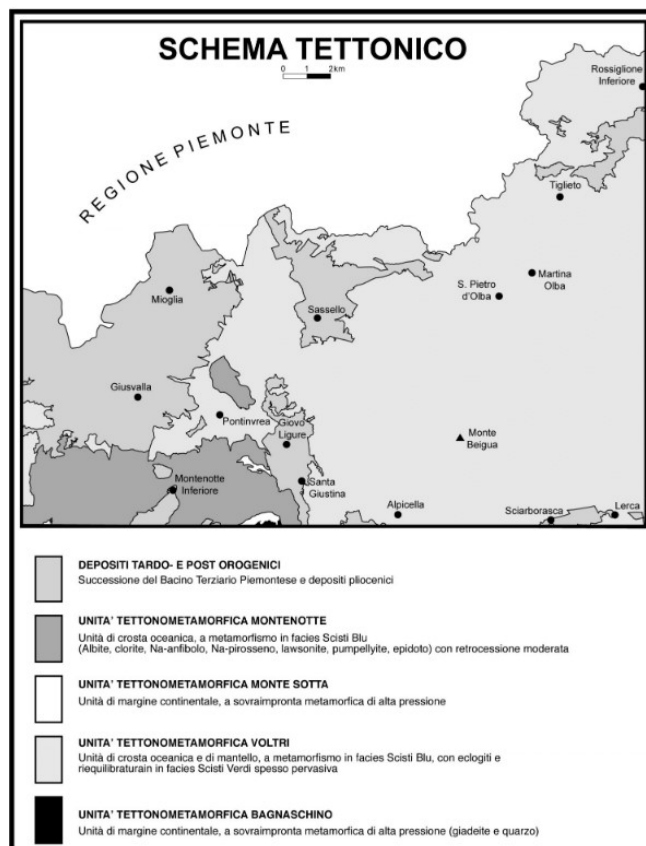 SCHEMA TETTONICO
0 1 2km
REGIONE PIEMONTE
Rossiglione
Inferiore
Tiglieto
Martina
Olba
S. Pietro
d'Olba
Mioglia
Sassello
Giusvalla
Pontinvrea
Giovo
Ligure
Monte
Beigua
Montenotte
Inferiore
Santa
Giustina
Alpicella
Sciarborasca
Lerca
DEPOSITI TARDO- E POST OROGENICI
Successione del Bacino Terziario Piemontese e depositi pliocenici
UNITA' TETTONOMETAMORFICA MONTENOTTE
Unità di crosta oceanica, a metamorfismo in facies Scisti Blu
(Albite, clorite, Na-anfibolo, Na-pirosseno, lawsonite, pumpellyite, epidoto) con retrocessione moderata
UNITA' TETTONOMETAMORFICA MONTE SOTTA
Unità di margine continentale, a sovraimpronta metamorfica di alta pressione
UNITA' TETTONOMETAMORFICA VOLTRI
Unità di crosta oceanica e di mantello, a metamorfismo in facies Scisti Blu, con eclogiti e
riequilibraturain in facies Scisti Verdi spesso pervasiva
UNITA' TETTONOMETAMORFICA BAGNASCHINO
Unità di margine continentale, a sovraimpronta metamorfica di alta pressione (giadeite e quarzo)